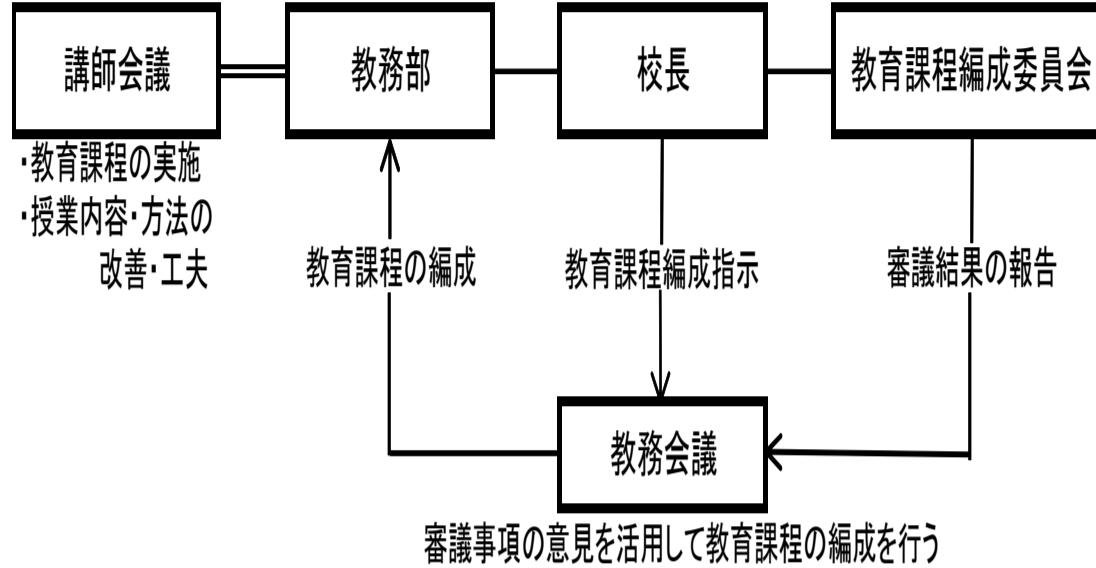 講師会議
教務部
校長
教育課程編成委員会
・教育課程の実施
・授業内容・方法の
改善・工夫
教育課程の編成
教育課程編成指示
審議結果の報告
教務会議
審議事項の意見を活用して教育課程の編成を行う